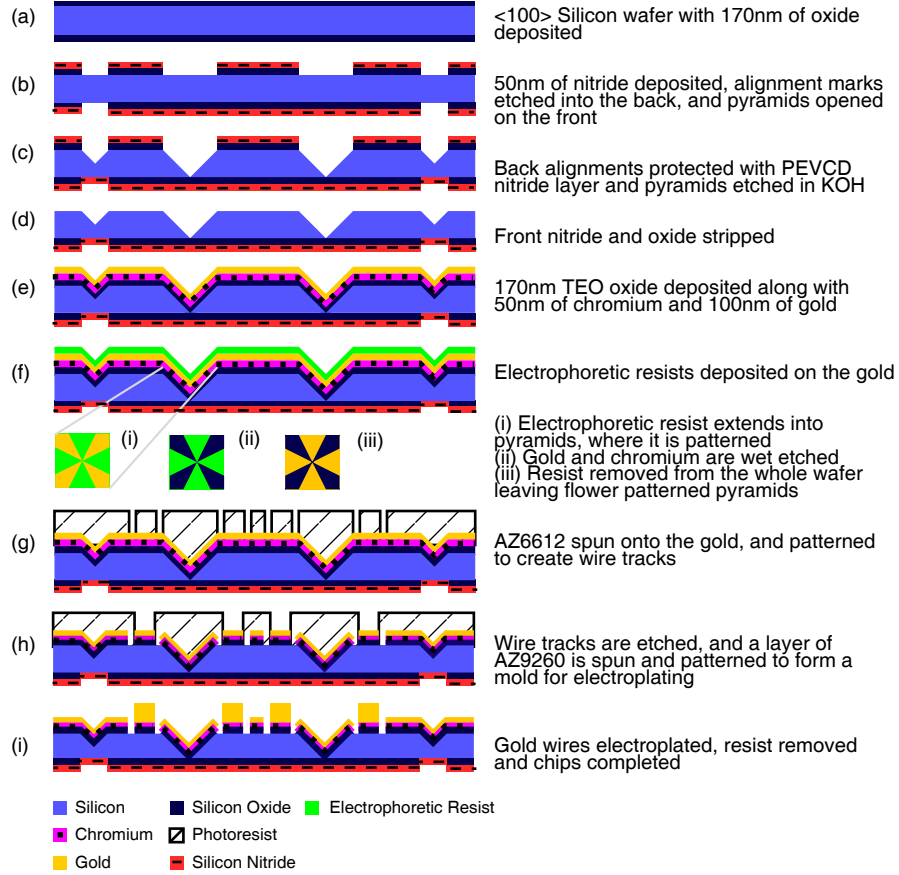 (a)
<100> Silicon wafer with 170nm of oxide
deposited
(b)
50nm of nitride deposited, alignment marks
etched into the back, and pyramids opened
on the front
(c)
Back alignments protected with PEVCD
nitride layer and pyramids etched in KOH
(d)
Front nitride and oxide stripped
(e)
170nm TEO oxide deposited along with
50nm of chromium and 100nm of gold
(f)
Electrophoretic resists deposited on the gold
(i)
(ii)
(iii)
(i) Electrophoretic resist extends into
pyramids, where it is patterned
(ii) Gold and chromium are wet etched
(iii) Resist removed from the whole wafer
leaving flower patterned pyramids
(g)
AZ6612 spun onto the gold, and patterned
to create wire tracks
(h)
Wire tracks are etched, and a layer of
AZ9260 is spun and patterned to form a
mold for electroplating
(i)
Gold wires electroplated, resist removed
and chips completed
Silicon
Silicon Oxide
Electrophoretic Resist
Chromium
Photoresist
Gold
Silicon Nitride